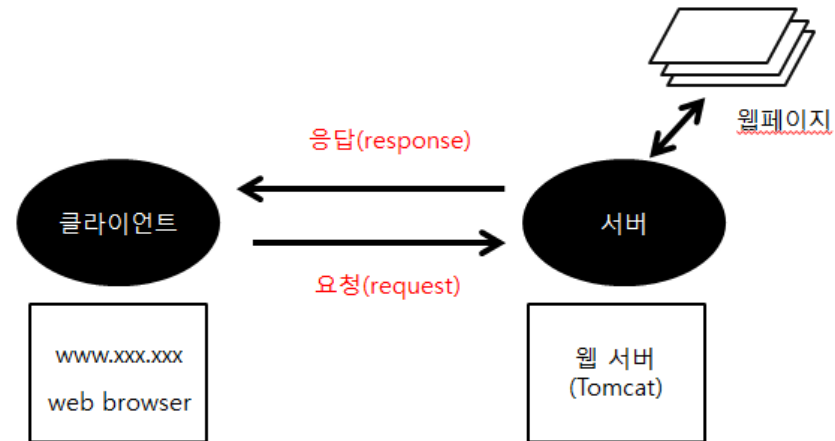 웹페이지
응답(response)
클라이언트
서버
요청(request)
www.xxx.xxx
web browser
웹 서버
(Tomcat)